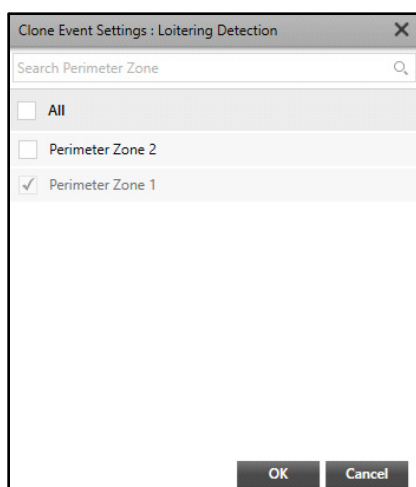 Clone Event Settings : Loitering Detection
Search Perimeter Zone
All
Perimeter Zone 2
Perimeter Zone 1
OK Cancel